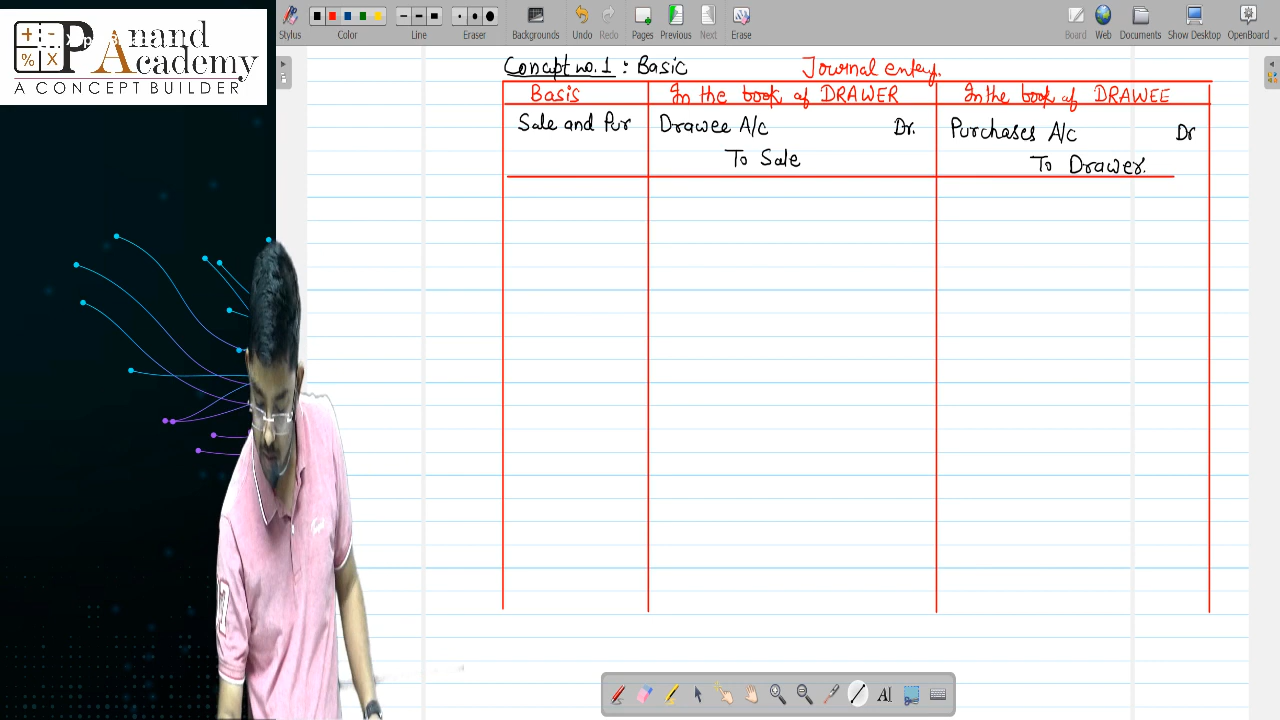 PAnand
Academy
A CONCEPT BUILDER
Stylus
Color
Line
Eraser
Backgrounds
Undo
Redo
Pages
Previous
Next
Erase
Board
Web
Documents
Show Desktop
OpenBoard
Concept no. 1 : Basic
Journal entry.
Basis
In the book of DRAWER
In the book of DRAWEE
Sale and Pur
Drawee A/c Dr.
To Sale
Purchases A/c Dr
To Drawer.